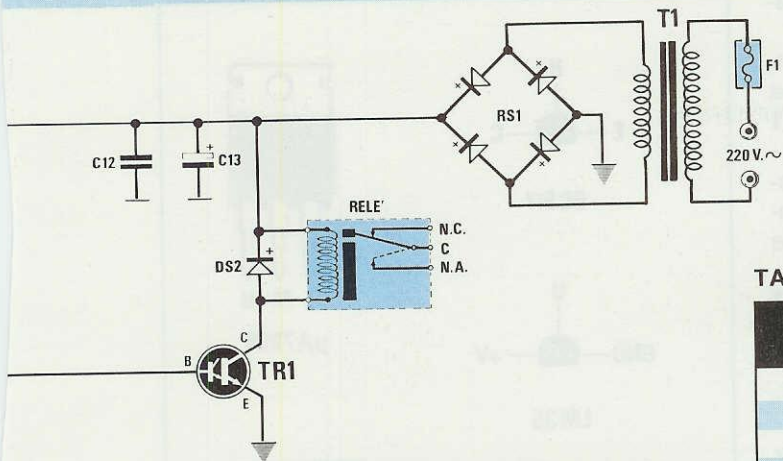 T1
F1
RS1
220 V.~
C12
+
C13
RELE'
N.C.
C
N.A.
DS2
+
C
B
TR1
E
TA